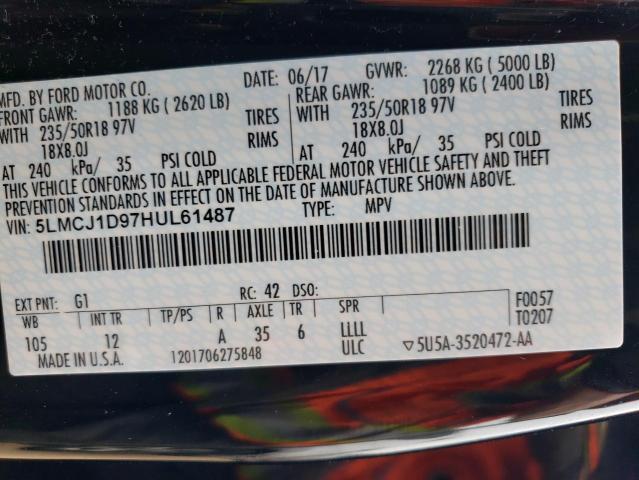 MFD. BY FORD MOTOR CO.
DATE: 06/17 GVWR: 2268 KG ( 5000 LB)
FRONT GAWR: 1188 KG ( 2620 LB)
REAR GAWR: 1089 KG ( 2400 LB)
WITH 235/50R18 97V TIRES
WITH 235/50R18 97V TIRES
18X8.0J RIMS
18X8.0J RIMS
AT 240 kPa/ 35 PSI COLD
AT 240 kPa/ 35 PSI COLD
THIS VEHICLE CONFORMS TO ALL APPLICABLE FEDERAL MOTOR VEHICLE SAFETY AND THEFT
PREVENTION STANDARDS IN EFFECT ON THE DATE OF MANUFACTURE SHOWN ABOVE.
VIN: 5LMCJ1D97HUL61487 TYPE: MPV
EXT PNT: G1 RC: 42 DSO:
WB INT TR TP/PS R AXLE TR SPR
F0057
T0207
105 12 A 35 6 LLLL
ULC
MADE IN U.S.A. 1201706275848
▽5U5A-3520472-AA